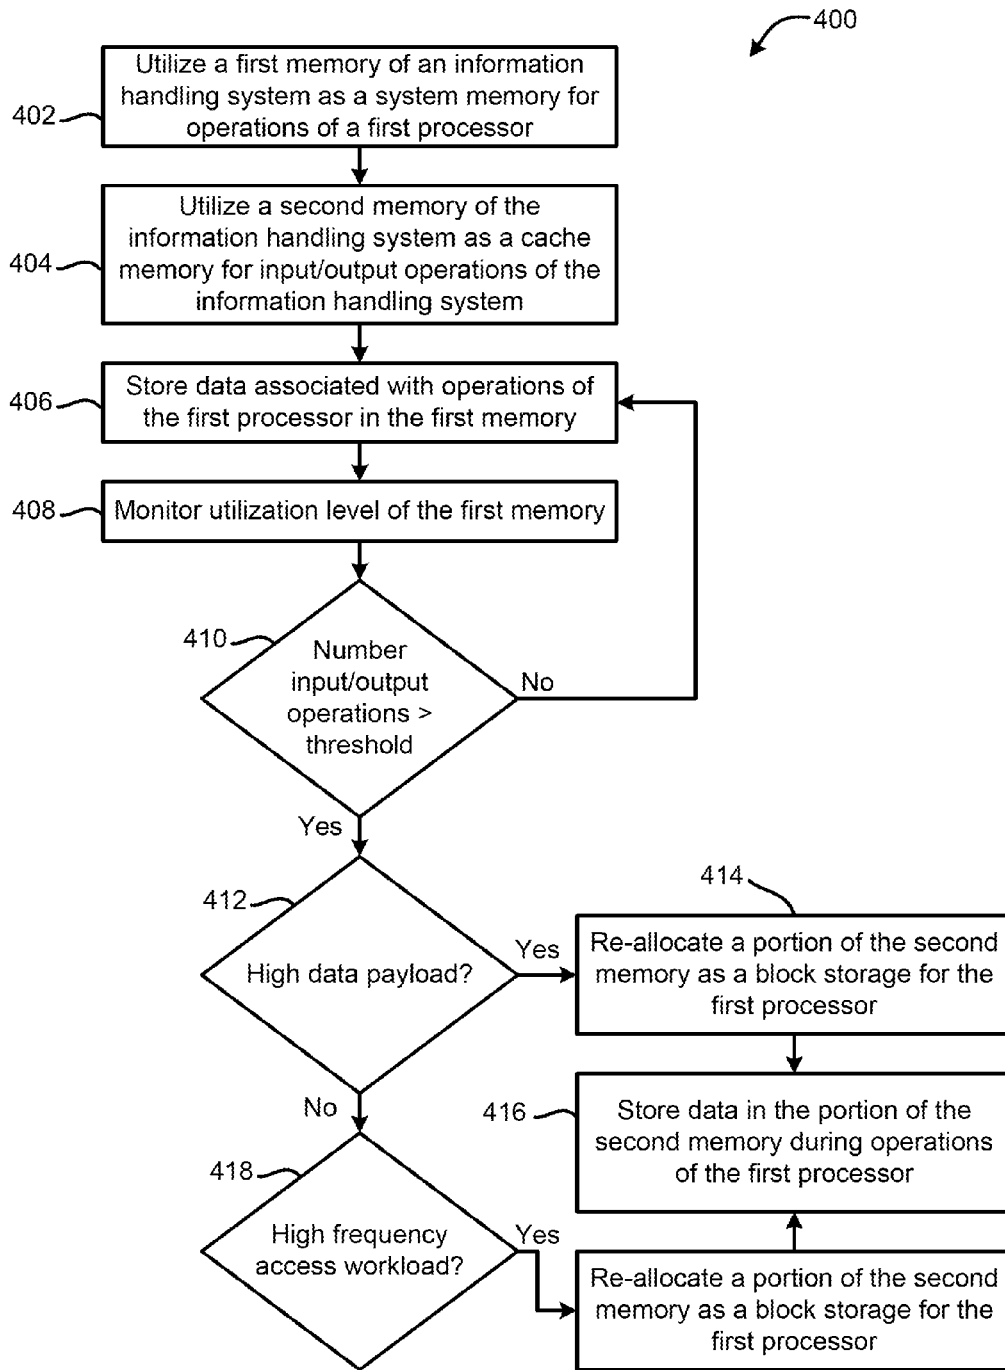 400
402
Utilize a first memory of an information
handling system as a system memory for
operations of a first processor
404
Utilize a second memory of the
information handling system as a cache
memory for input/output operations of the
information handling system
406
Store data associated with operations of
the first processor in the first memory
408
Monitor utilization level of the first memory
410
Number
input/output
operations >
threshold
No
Yes
412
High data payload?
Yes
414
Re-allocate a portion of the second
memory as a block storage for the
first processor
416
Store data in the portion of the
second memory during operations
of the first processor
No
418
High frequency
access workload?
Yes
Re-allocate a portion of the second
memory as a block storage for the
first processor